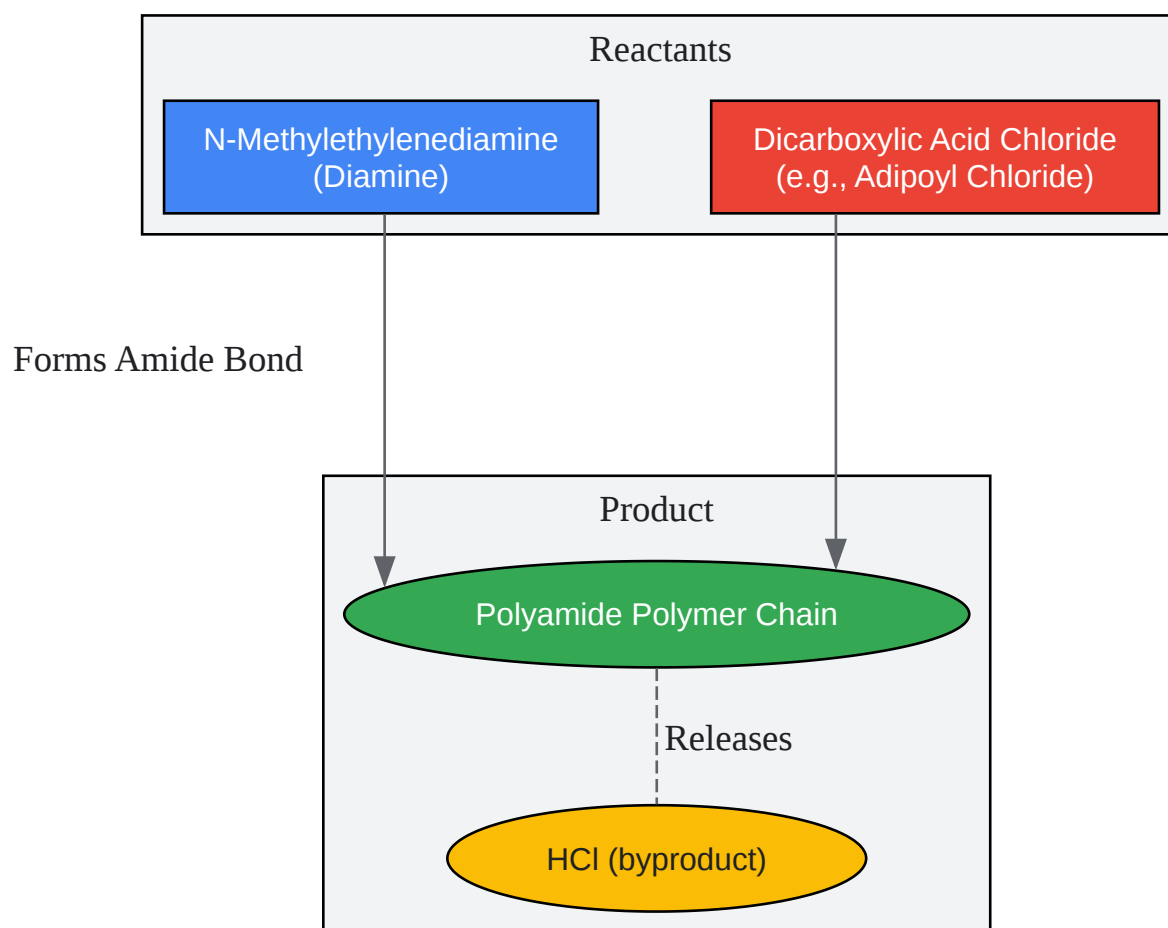 Reactants
N-Methylethylenediamine
(Diamine)
Dicarboxylic Acid Chloride
(e.g., Adipoyl Chloride)
Forms Amide Bond
Product
Polyamide Polymer Chain
Releases
HCl (byproduct)